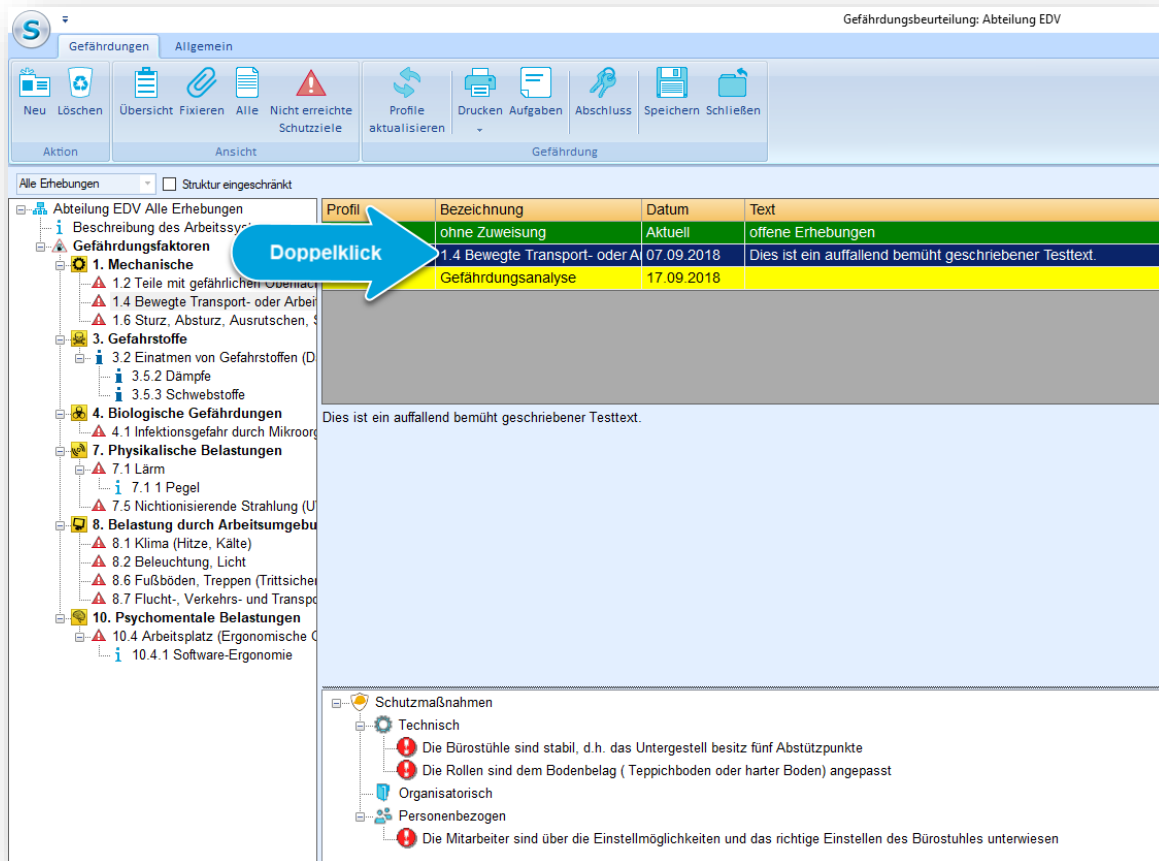 Gefährdungsbeurteilung: Abteilung EDV
S
Gefährdungen Allgemein
Neu Löschen Übersicht Fixieren Alle Nicht erreichte Schutzziele Profile aktualisieren Drucken Aufgaben Abschluss Speichern Schließen
Aktion Ansicht Gefährdung
Alle Erhebungen Struktur eingeschränkt
Abteilung EDV Alle Erhebungen
Beschreibung des
Gefährdungsfaktoren
1. Mechanische
1.2 Teile mit gefährlichen
1.4 Bewegte Transport- oder
1.6 Sturz, Absturz, Ausrutschen,
3. Gefahrstoffe
3.2 Einatmen von Gefahrstoffen (D
3.5.2 Dämpfe
3.5.3 Schwebstoffe
4. Biologische Gefährdungen
4.1 Infektionsgefahr durch
7. Physikalische Belastungen
7.1 Lärm
7.1 1 Pegel
7.5 Nichtionisierende Strahlung
8. Belastung durch
8.1 Klima (Hitze, Kälte)
8.2 Beleuchtung, Licht
8.6 Fußböden, Treppen
8.7 Flucht-, Verkehrs- und
10. Psychomentale Belastungen
10.4 Arbeitsplatz (Ergonomische
10.4.1 Software-Ergonomie
Profil Bezeichnung Datum Text
ohne Zuweisung Aktuell offene Erhebungen
Doppelklick
1.4 Bewegte Transport- oder 07.09.2018 Dies ist ein auffallend bemüht geschriebener Testtext.
Gefährdungsanalyse 17.09.2018
Dies ist ein auffallend bemüht geschriebener Testtext.
Schutzmaßnahmen
Technisch
Die Bürostühle sind stabil, d.h. das Untergestell besitz fünf Abstützpunkte
Die Rollen sind dem Bodenbelag ( Teppichboden oder harter Boden) angepasst
Organisatorisch
Personenbezogen
Die Mitarbeiter sind über die Einstellmöglichkeiten und das richtige Einstellen des Bürostuhles unterwiesen